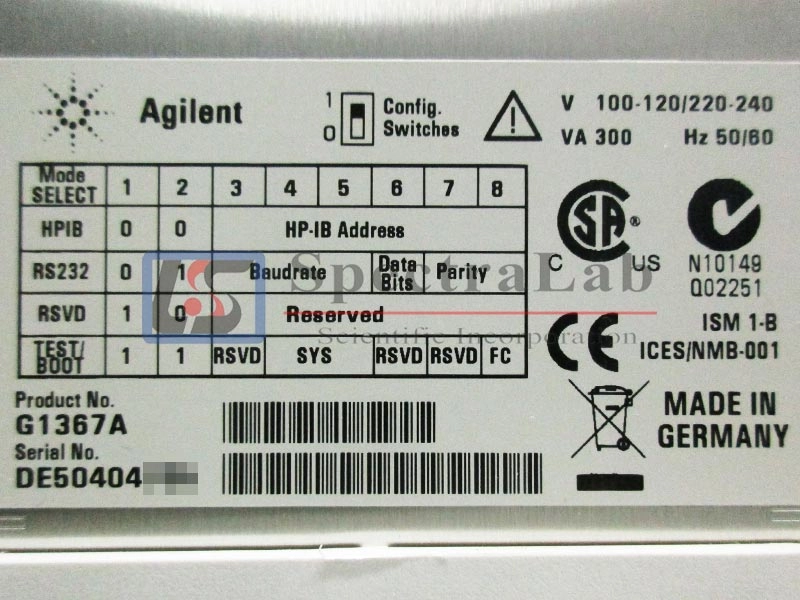 Agilent
1
0
Config.
Switches
V 100-120/220-240
VA 300 Hz 50/60
Mode
SELECT 1 2 3 4 5 6 7 8
HPIB 0 0 HP-IB Address
RS232 0 1 Baudrate Data Bits Parity
RSVD 1 0 Reserved
TEST/
BOOT 1 1 RSVD SYS RSVD RSVD FC
SA
®
C US
N10149
Q02251
CE
ISM 1-B
ICES/NMB-001
SpectraLab
Scientific Incorporation
Product No.
G1367A
Serial No.
DE50404
MADE IN
GERMANY